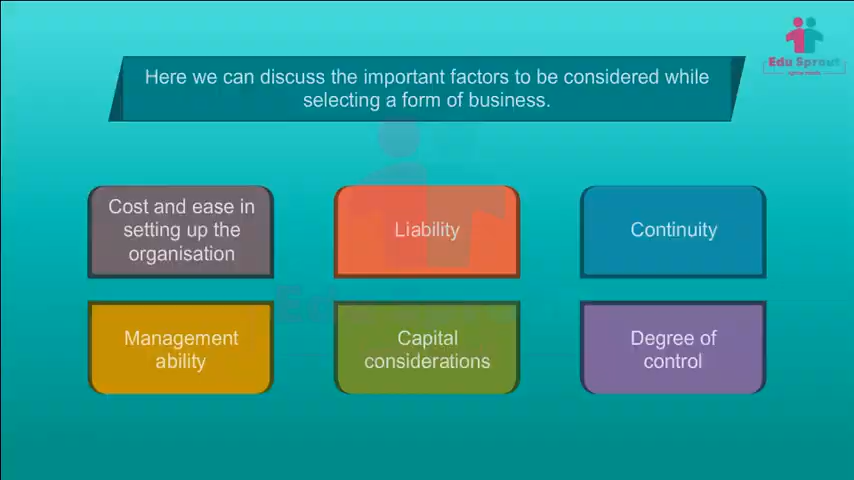 Edu Sprout
Here we can discuss the important factors to be considered while
selecting a form of business.
Cost and ease in
setting up the
organisation
Liability
Continuity
Management
ability
Capital
considerations
Degree of
control